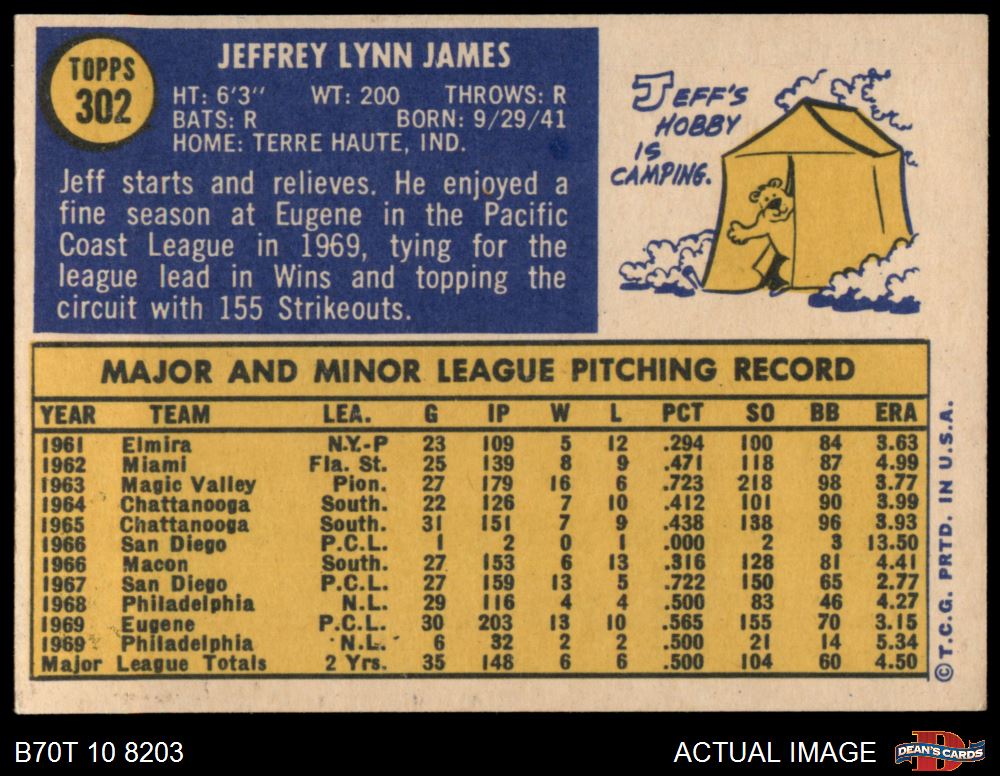 TOPPS
302
JEFFREY LYNN JAMES
HT: 6'3" WT: 200 THROWS: R
BATS: R BORN: 9/29/41
HOME: TERRE HAUTE, IND.
Jeff starts and relieves. He enjoyed a
fine season at Eugene in the Pacific
Coast League in 1969, tying for the
league lead in Wins and topping the
circuit with 155 Strikeouts.
JEFF'S
HOBBY
IS
CAMPING.
MAJOR AND MINOR LEAGUE PITCHING RECORD
YEAR TEAM LEA. G IP W L PCT SO BB ERA
1961 Elmira N.Y.-P 23 109 5 12 .294 100 84 3.63
1962 Miami Fla. St. 25 139 8 9 .471 118 87 4.99
1963 Magic Valley Pion. 27 179 16 6 .723 218 98 3.77
1964 Chattanooga South. 22 126 7 10 .412 101 90 3.99
1965 Chattanooga South. 31 151 7 9 .438 138 96 3.93
1966 San Diego P.C.L. 1 2 0 1 .000 2 3 13.50
1966 Macon South. 27 153 6 13 .316 128 81 4.41
1967 San Diego P.C.L. 27 159 13 5 .722 150 65 2.77
1968 Philadelphia N.L. 29 116 4 4 .500 83 46 4.27
1969 Eugene P.C.L. 30 203 13 10 .565 155 70 3.15
1969 Philadelphia N.L. 6 32 2 2 .500 21 14 5.34
Major League Totals 2 Yrs. 35 148 6 6 .500 104 60 4.50
© T.C.G. PRTD. IN U.S.A.
B70T 10 8203
ACTUAL IMAGE
DEAN'S CARDS